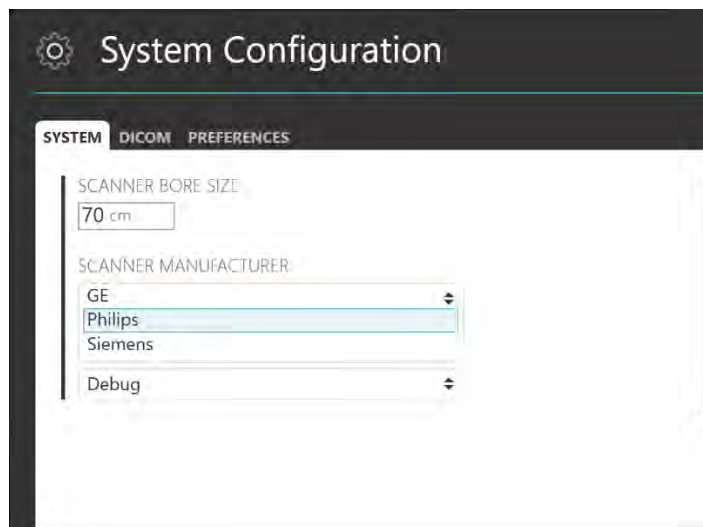 System Configuration
SYSTEM DICOM PREFERENCES
SCANNER BORE SIZE
70 cm
SCANNER MANUFACTURER
GE
Philips
Siemens
Debug